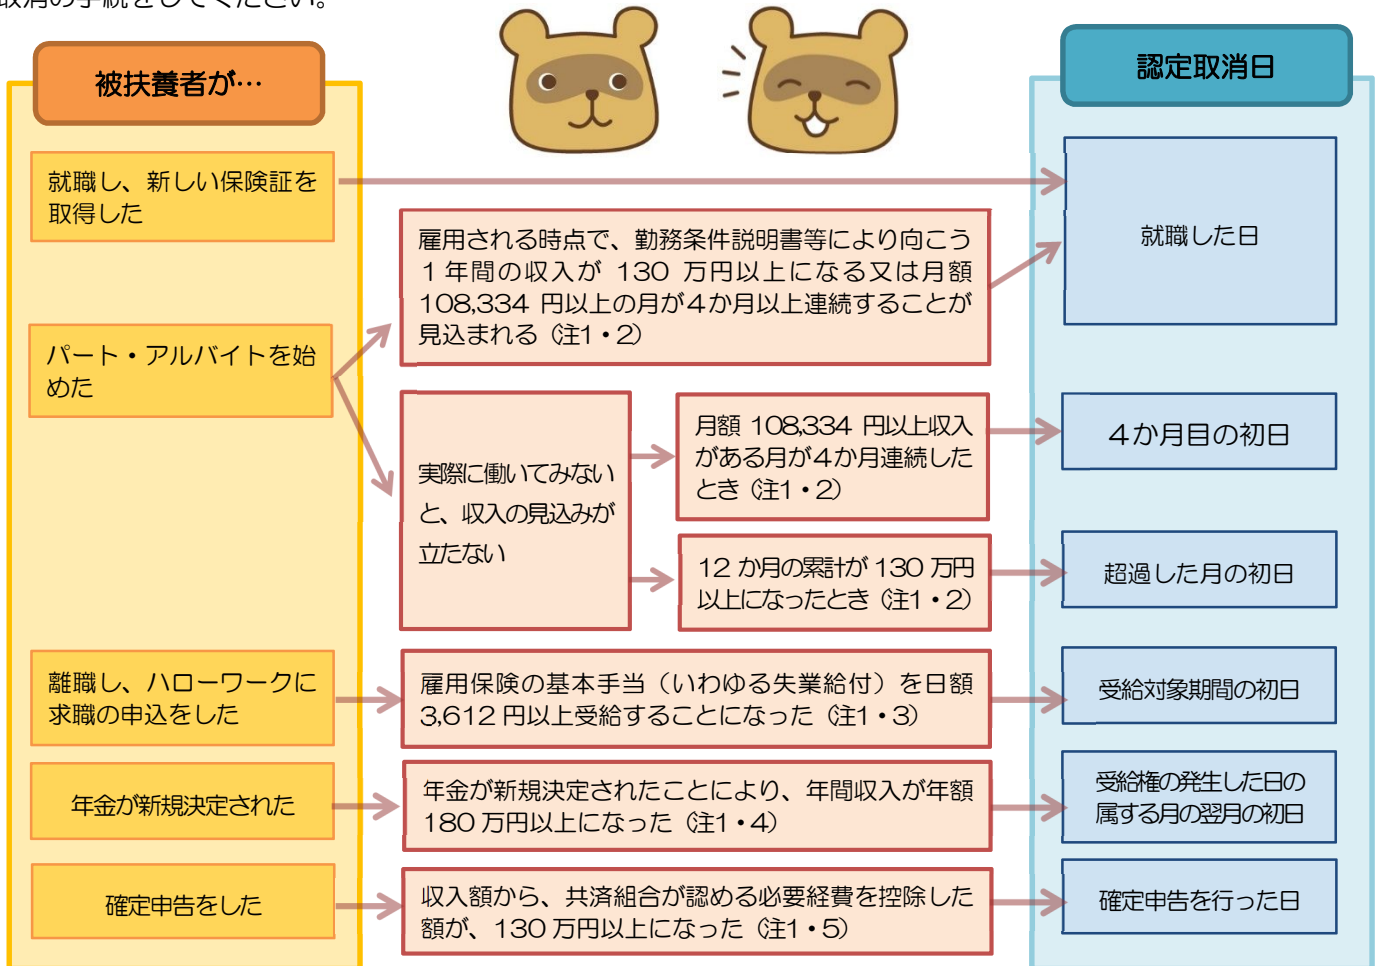 取消の手続をしてください。
被扶養者が…
認定取消日
就職し、新しい保険証を
取得した
雇用される時点で、勤務条件説明書等により向こう
1年間の収入が 130 万円以上になる又は月額
108,334 円以上の月が4か月以上連続することが
見込まれる（注1・2）
就職した日
パート・アルバイトを始
めた
実際に働いてみない
と、収入の見込みが
立たない
月額 108,334 円以上収入
がある月が4か月連続した
とき（注1・2）
4か月目の初日
12 か月の累計が 130 万円
以上になったとき（注1・2）
超過した月の初日
離職し、ハローワークに
求職の申込をした
雇用保険の基本手当（いわゆる失業給付）を日額
3,612 円以上受給することになった（注1・3）
受給対象期間の初日
年金が新規決定された
年金が新規決定されたことにより、年間収入が年額
180 万円以上になった（注1・4）
受給権の発生した日の
属する月の翌月の初日
確定申告をした
収入額から、共済組合が認める必要経費を控除した
額が、130 万円以上になった（注1・5）
確定申告を行った日